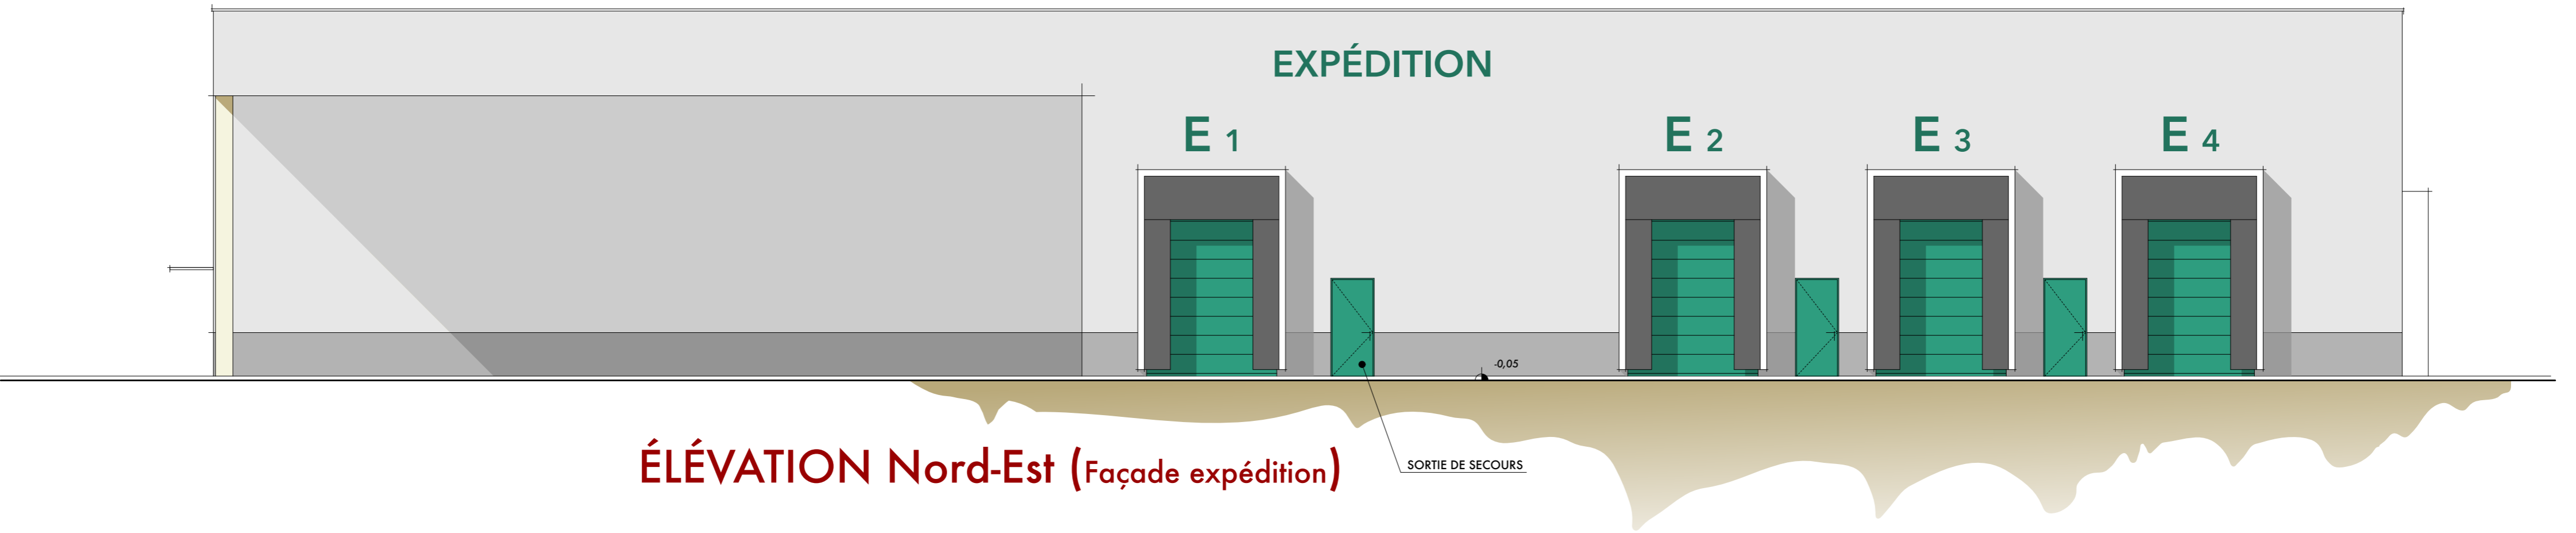 EXPÉDITION
E 1
E 2
E 3
E 4
-0,05
ÉLÉVATION Nord-Est (Façade expédition)
SORTIE DE SECOURS